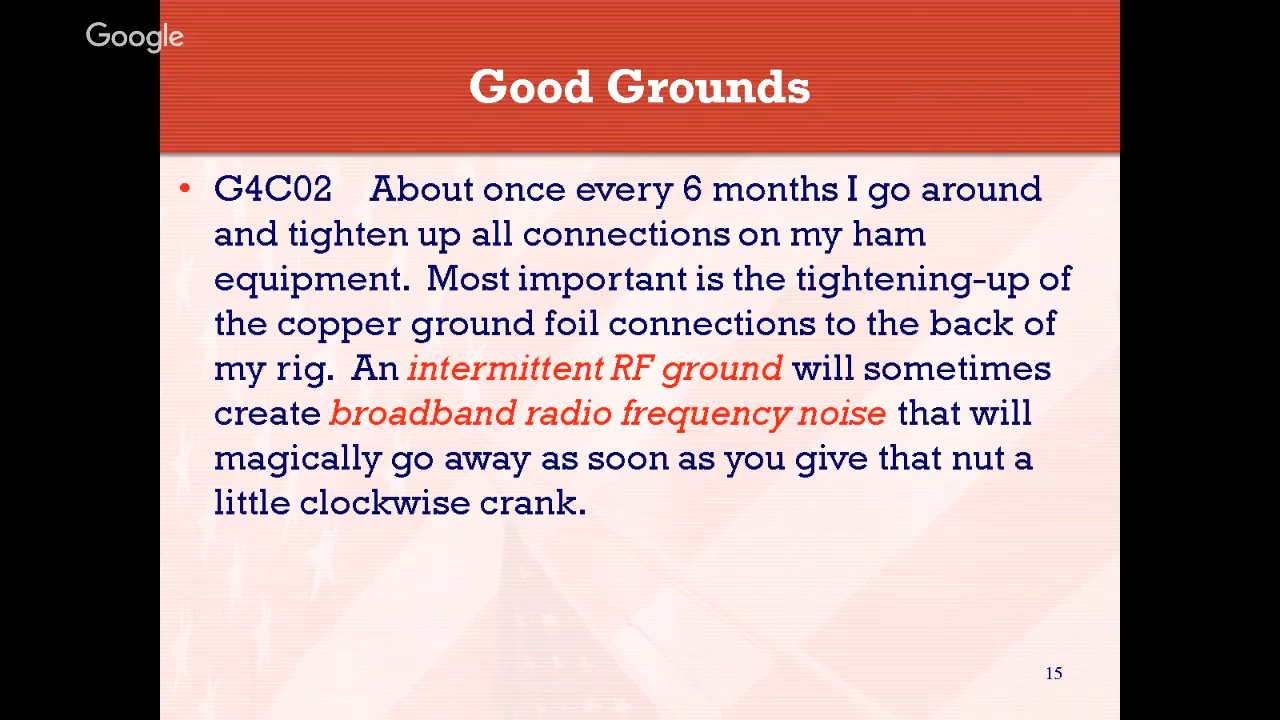 Google
Good Grounds
• G4C02 About once every 6 months I go around
and tighten up all connections on my ham
equipment. Most important is the tightening-up of
the copper ground foil connections to the back of
my rig. An intermittent RF ground will sometimes
create broadband radio frequency noise that will
magically go away as soon as you give that nut a
little clockwise crank.
15